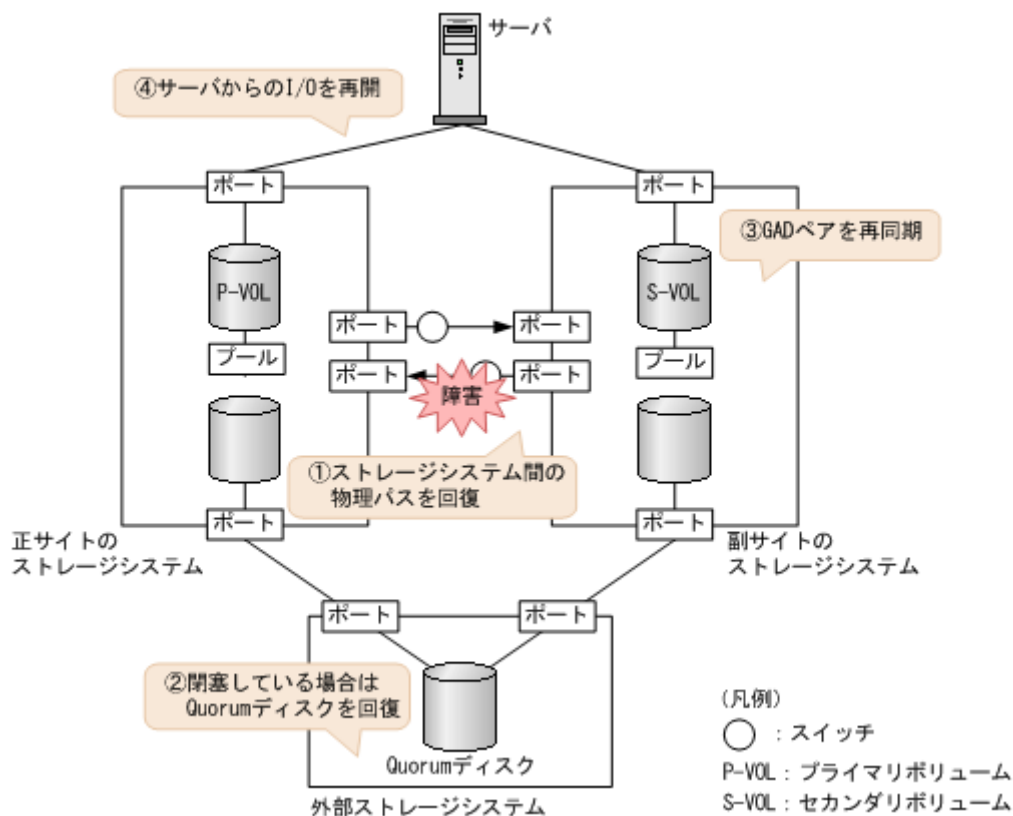 サーバ
④サーバからのI/Oを再開
ポート
ポート
③GADペアを再同期
P-VOL
S-VOL
ポート
ポート
プール
プール
ポート
ポート
障害
①ストレージシステム間の
物理パスを回復
ポート
ポート
正サイトの
ストレージシステム
副サイトの
ストレージシステム
ポート
ポート
②閉塞している場合は
Quorumディスクを回復
Quorumディスク
外部ストレージシステム
(凡例)
：スイッチ
P-VOL：プライマリボリューム
S-VOL：セカンダリボリューム